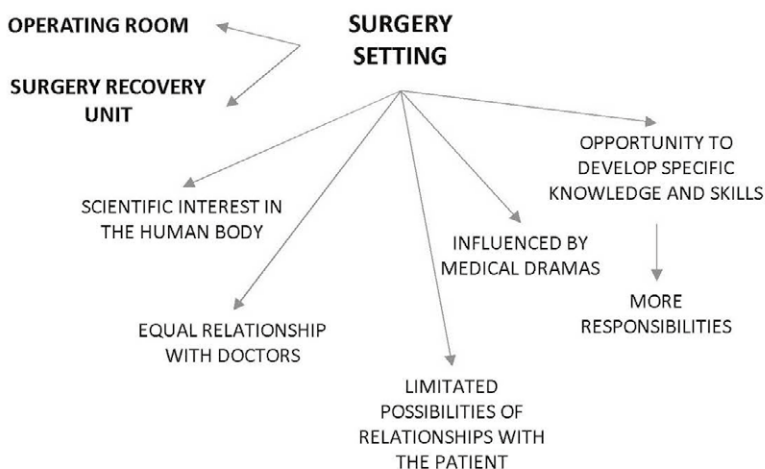 OPERATING ROOM
SURGERY RECOVERY
UNIT
SURGERY
SETTING
SCIENTIFIC INTEREST IN
THE HUMAN BODY
EQUAL RELATIONSHIP
WITH DOCTORS
LIMITATED
POSSIBILITIES OF
RELATIONSHIPS WITH
THE PATIENT
INFLUENCED BY
MEDICAL DRAMAS
OPPORTUNITY TO
DEVELOP SPECIFIC
KNOWLEDGE AND SKILLS
MORE
RESPONSIBILITIES